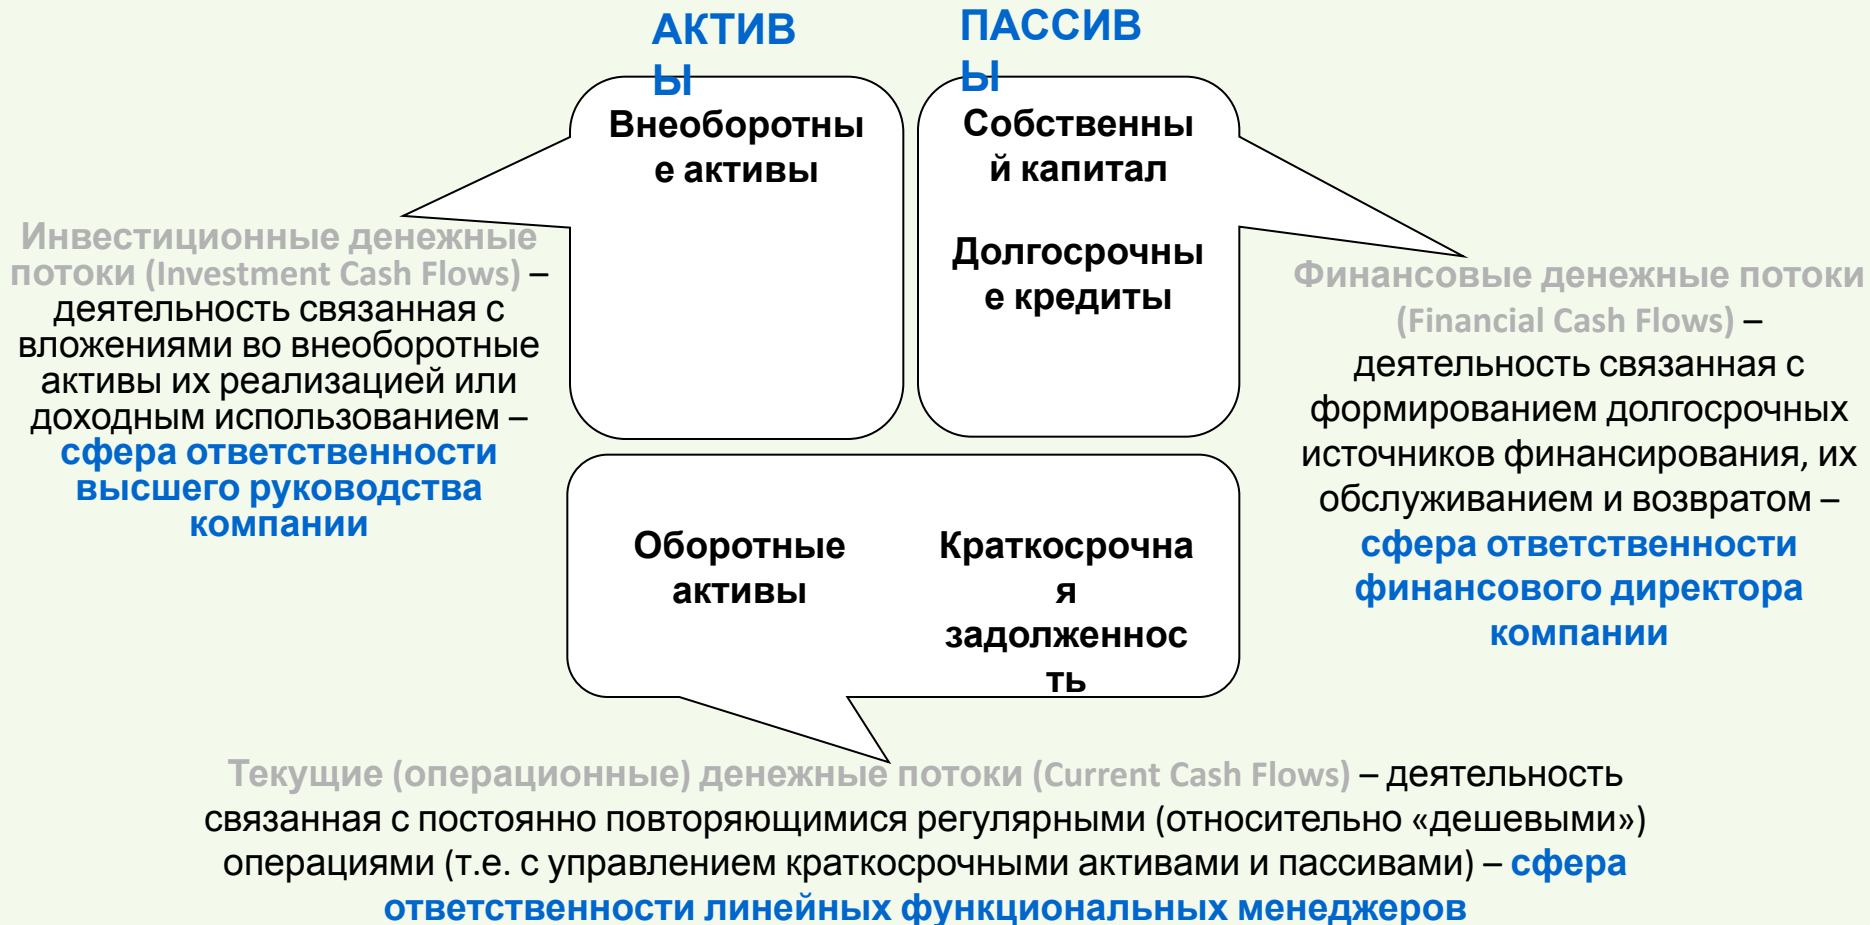 АКТИВ
Ы
ПАССИВ
Ы
Внеоборотны
е активы
Собственны
й капитал
Долгосрочны
е кредиты
Инвестиционные денежные
потоки (Investment Cash Flows) –
деятельность связанная с
вложениями во внеоборотные
активы их реализацией или
доходным использованием –
сфера ответственности
высшего руководства
компании
Финансовые денежные потоки
(Financial Cash Flows) –
деятельность связанная с
формированием долгосрочных
источников финансирования, их
обслуживанием и возвратом –
сфера ответственности
финансового директора
компании
Оборотные
активы
Краткосрочна
я
задолженнос
ть
Текущие (операционные) денежные потоки (Current Cash Flows) – деятельность
связанная с постоянно повторяющимися регулярными (относительно «дешевыми»)
операциями (т.е. с управлением краткосрочными активами и пассивами) – сфера
ответственности линейных функциональных менеджеров